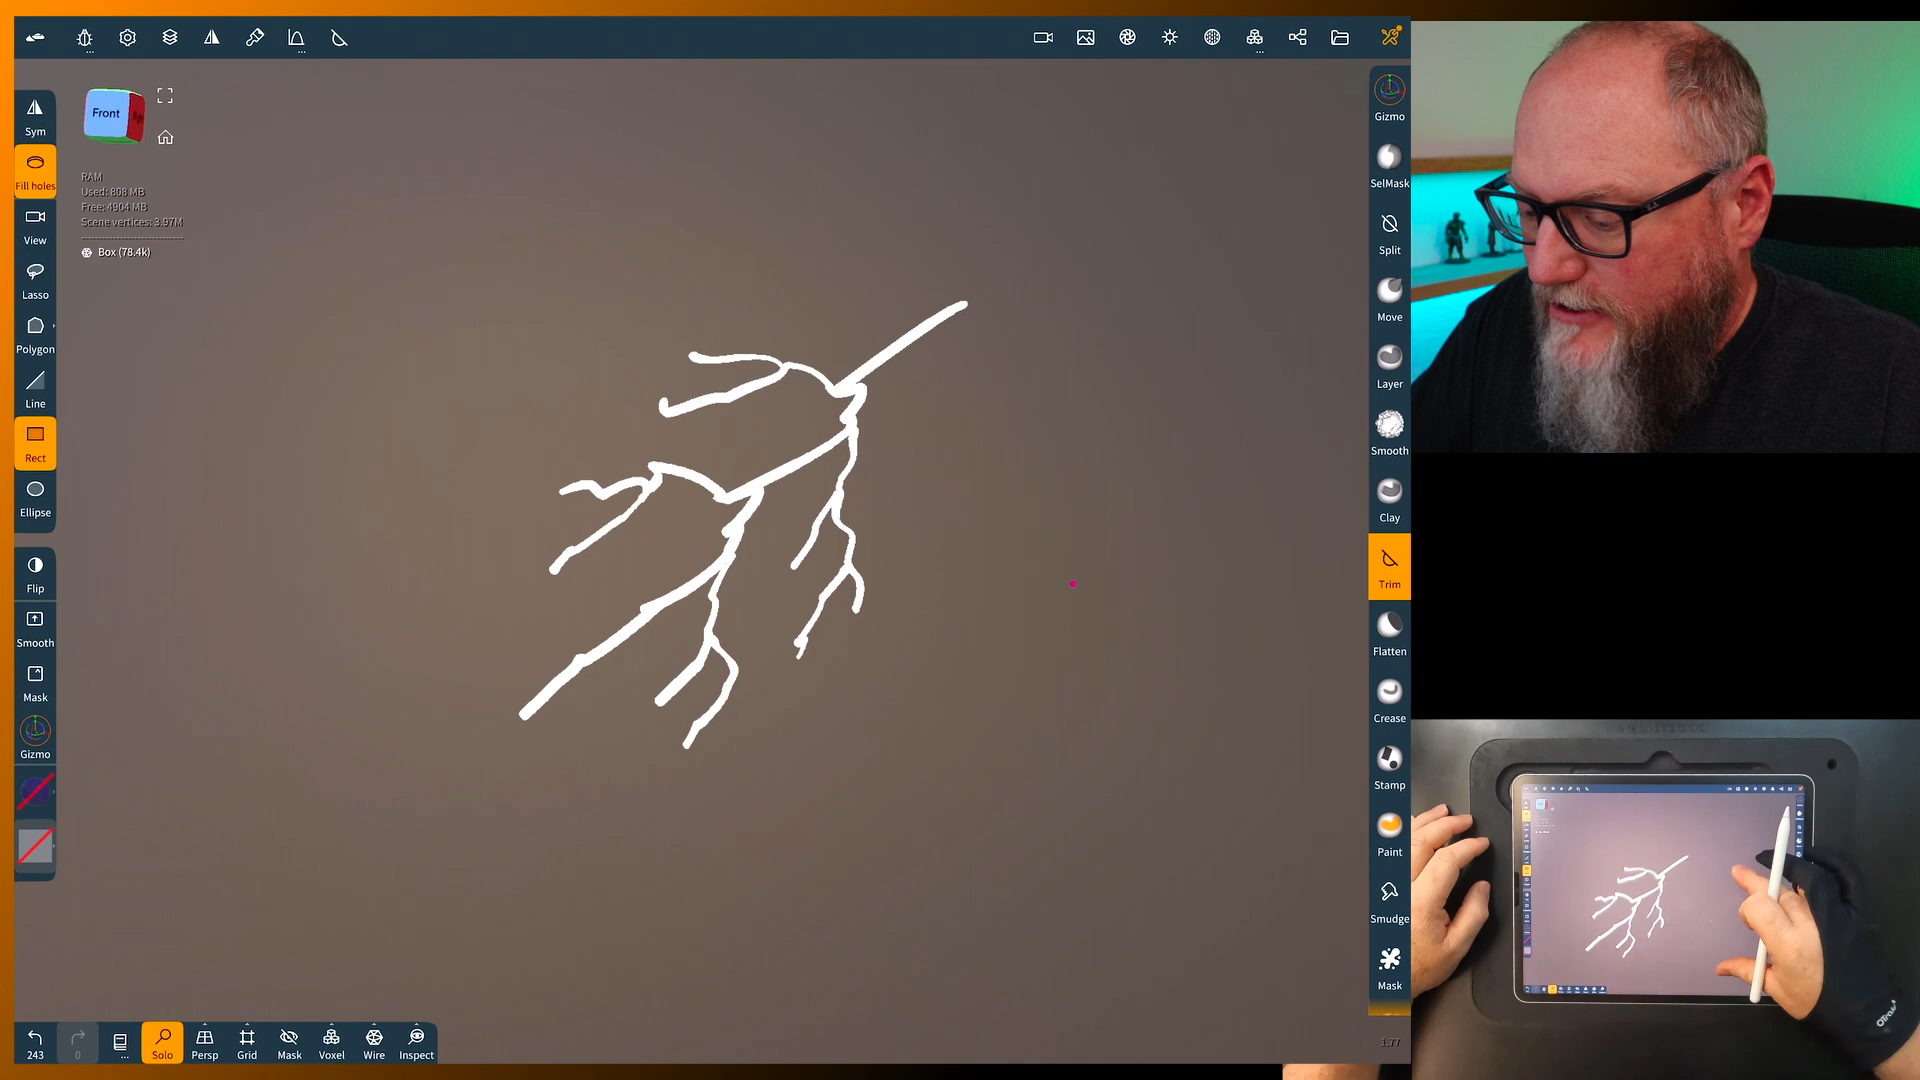 Front
Sym
Fill holes
View
Lasso
Polygon
Line
Rect
Ellipse
Flip
Smooth
Mask
Gizmo
RAM
Used: 808 MB
Free: 4904 MB
Scene vertices: 3.97M
Box (78.4k)
Gizmo
SelMask
Split
Move
Layer
Smooth
Clay
Trim
Flatten
Crease
Stamp
Paint
Smudge
Mask
1.77
243
0
Solo
Persp
Grid
Mask
Voxel
Wire
Inspect